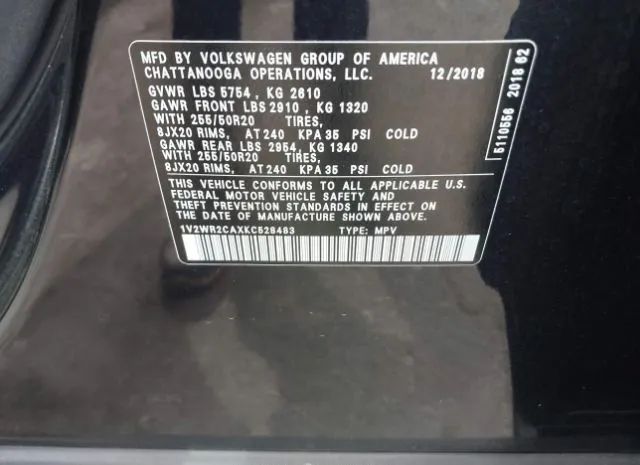 MFD BY VOLKSWAGEN GROUP OF AMERICA
CHATTANOOGA OPERATIONS, LLC. 12/2018
GVWR LBS 5754 , KG 2610
GAWR FRONT LBS 2910 , KG 1320
WITH 255/50R20 TIRES,
8JX20 RIMS, AT 240 KPA 35 PSI COLD
GAWR REAR LBS 2954, KG 1340
WITH 255/50R20 TIRES,
8JX20 RIMS, AT 240 KPA 35 PSI COLD
THIS VEHICLE CONFORMS TO ALL APPLICABLE U.S.
FEDERAL MOTOR VEHICLE SAFETY AND
THEFT PREVENTION STANDARDS IN EFFECT ON
THE DATE OF MANUFACTURE SHOWN ABOVE.
1V2WR2CAXKC528483 TYPE: MPV
5110556 2018 62